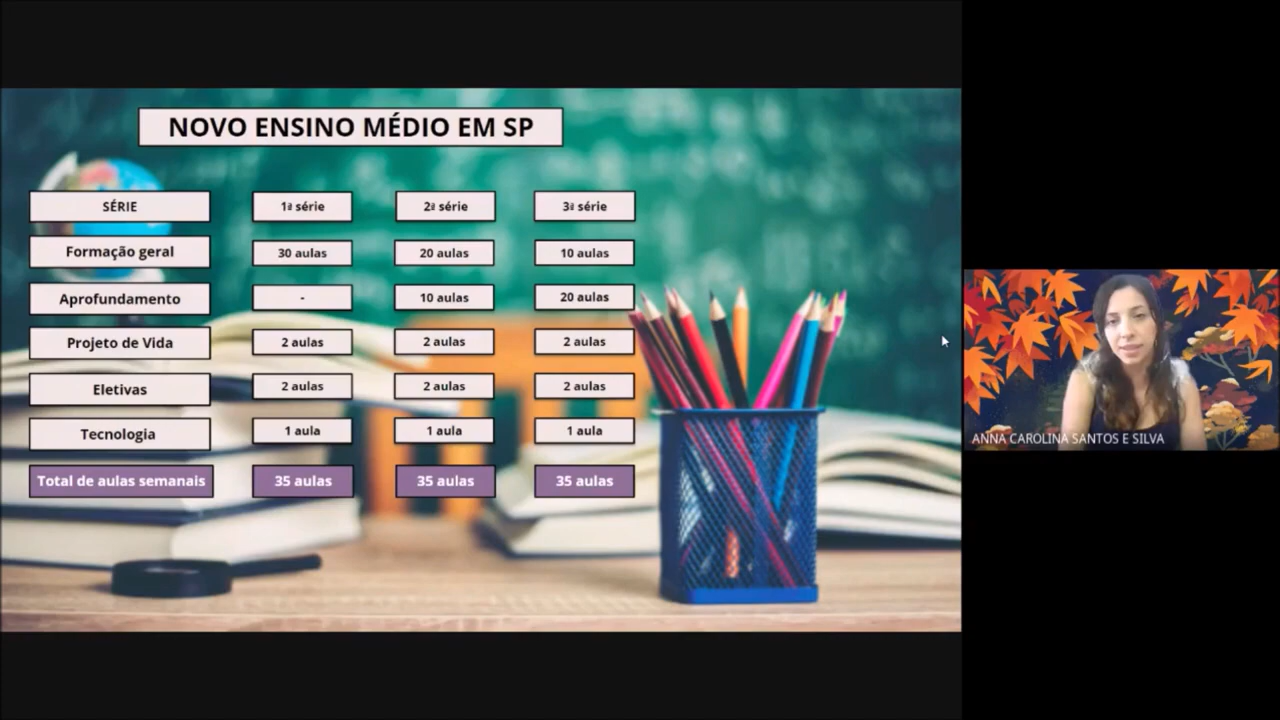 NOVO ENSINO MÉDIO EM SP
SÉRIE 1ª série 2ª série 3ª série
Formação geral 30 aulas 20 aulas 10 aulas
Aprofundamento - 10 aulas 20 aulas
Projeto de Vida 2 aulas 2 aulas 2 aulas
Eletivas 2 aulas 2 aulas 2 aulas
Tecnologia 1 aula 1 aula 1 aula
Total de aulas semanais 35 aulas 35 aulas 35 aulas
ANNA CAROLINA SANTOS E SILVA